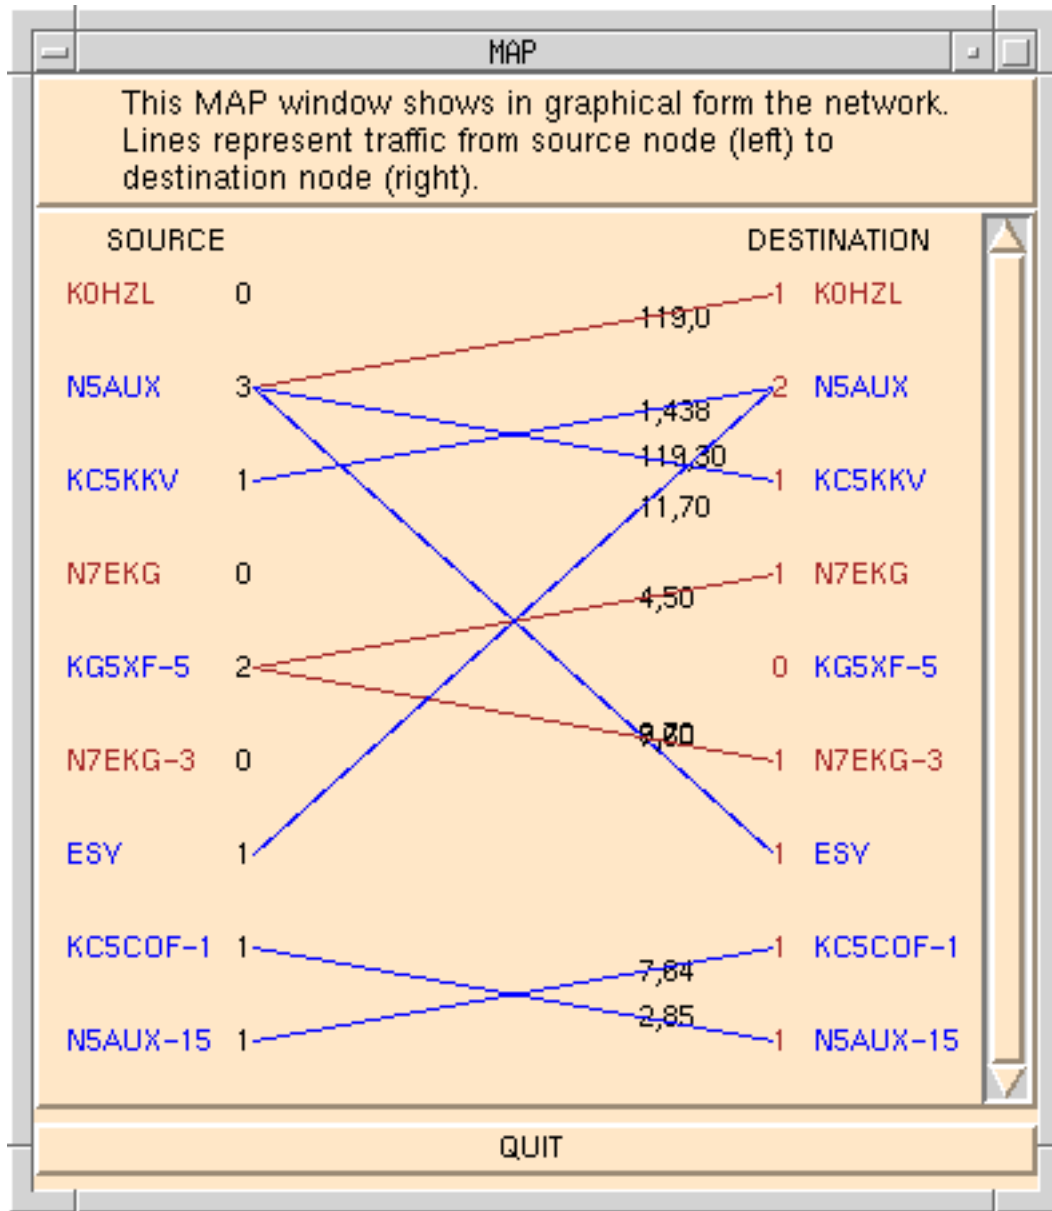 MAP
This MAP window shows in graphical form the network.
Lines represent traffic from source node (left) to
destination node (right).
SOURCE DESTINATION
K0HZL 0 1 K0HZL
119,0
N5AUX 3 2 N5AUX
1,438
119,30
KC5KKV 1 1 KC5KKV
11,70
N7EKG 0 1 N7EKG
4,50
KG5XF-5 2 0 KG5XF-5
N7EKG-3 0 1 N7EKG-3
ESY 1 1 ESY
KC5COF-1 1 1 KC5COF-1
7,64
2,85
N5AUX-15 1 1 N5AUX-15
QUIT